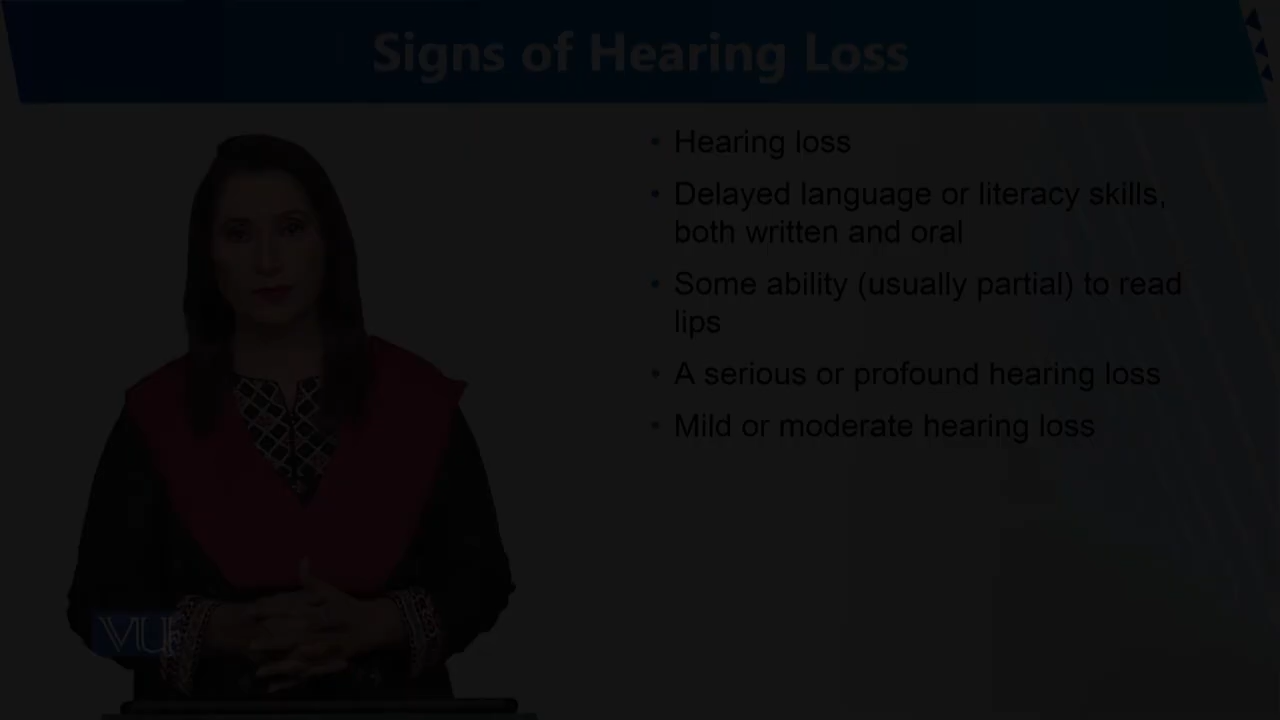 Signs of Hearing Loss
• Hearing loss
• Delayed language or literacy skills,
both written and oral
• Some ability (usually partial) to read
lips
• A serious or profound hearing loss
• Mild or moderate hearing loss
VU